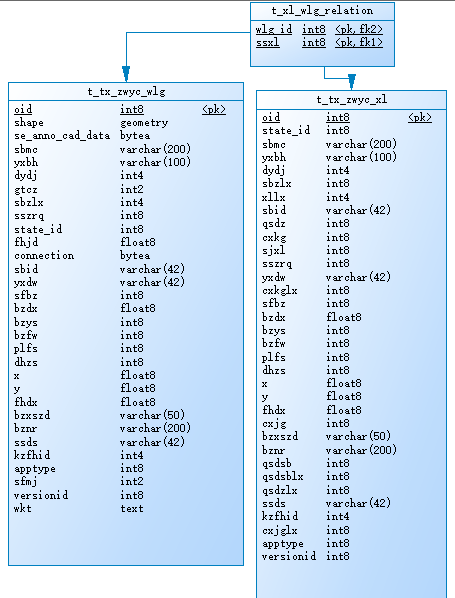 t_xl_wlg_relation
wlg_id int8 <pk,fk2>
ssxl int8 <pk,fk1>
t_tx_zwyc_wlg
oid int8 <pk>
shape geometry
se_anno_cad_data bytea
sbmc varchar(200)
yxbh varchar(100)
dydj int4
gtcz int2
sbzlx int4
sszrq int8
state_id int8
fhjd float8
connection bytea
sbid varchar(42)
yxdw varchar(42)
sfbz int8
bzdx float8
bzys int8
bzfw int8
plfs int8
dhzs int8
x float8
y float8
fhdx float8
bzxszd varchar(50)
bznr varchar(200)
ssds varchar(42)
kzfhid int4
apptype int8
sfmj int2
versionid int8
wkt text
t_tx_zwyc_xl
oid int8 <pk>
state_id int8
sbmc varchar(200)
yxbh varchar(100)
dydj int4
sbzlx int8
xllx int4
sbid varchar(42)
qsdz int8
cxkg int8
sjxl int8
sszrq int8
yxdw varchar(42)
cxkglx int8
sfbz int8
bzdx float8
bzys int8
bzfw int8
plfs int8
dhzs int8
x float8
y float8
fhdx float8
cxjg int8
bzxszd varchar(50)
bznr varchar(200)
qsdsb int8
qsdsblx int8
qsdzlx int8
ssds varchar(42)
kzfhid int4
cxjglx int8
apptype int8
versionid int8